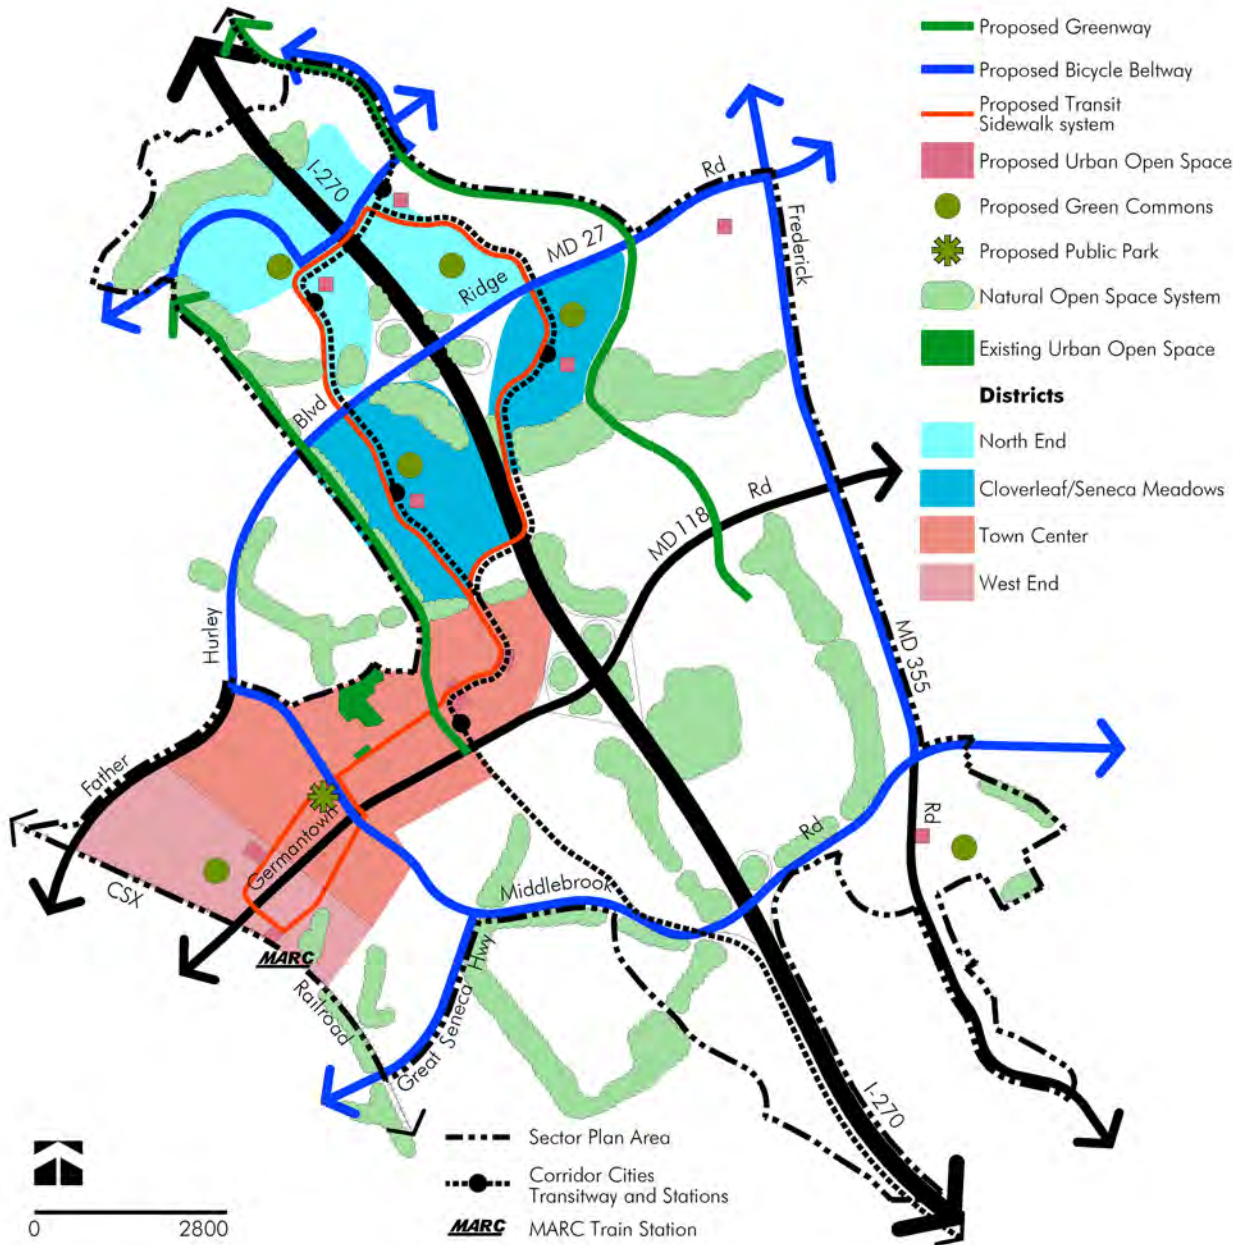 Proposed Greenway
Proposed Bicycle Beltway
Proposed Transit
Sidewalk system
Proposed Urban Open Space
Proposed Green Commons
Proposed Public Park
Natural Open Space System
Existing Urban Open Space
Districts
North End
Cloverleaf/Seneca Meadows
Town Center
West End
I-270
Rd
MD 27
Ridge
Frederick
Blvd
Rd
MD 118
Hurley
MD 355
Father
Germantown
Rd
Rd
CSX
Middlebrook
MARC
Hwy
Railroad
Great Seneca
I-270
Sector Plan Area
Corridor Cities
Transitway and Stations
MARC MARC Train Station
0 2800